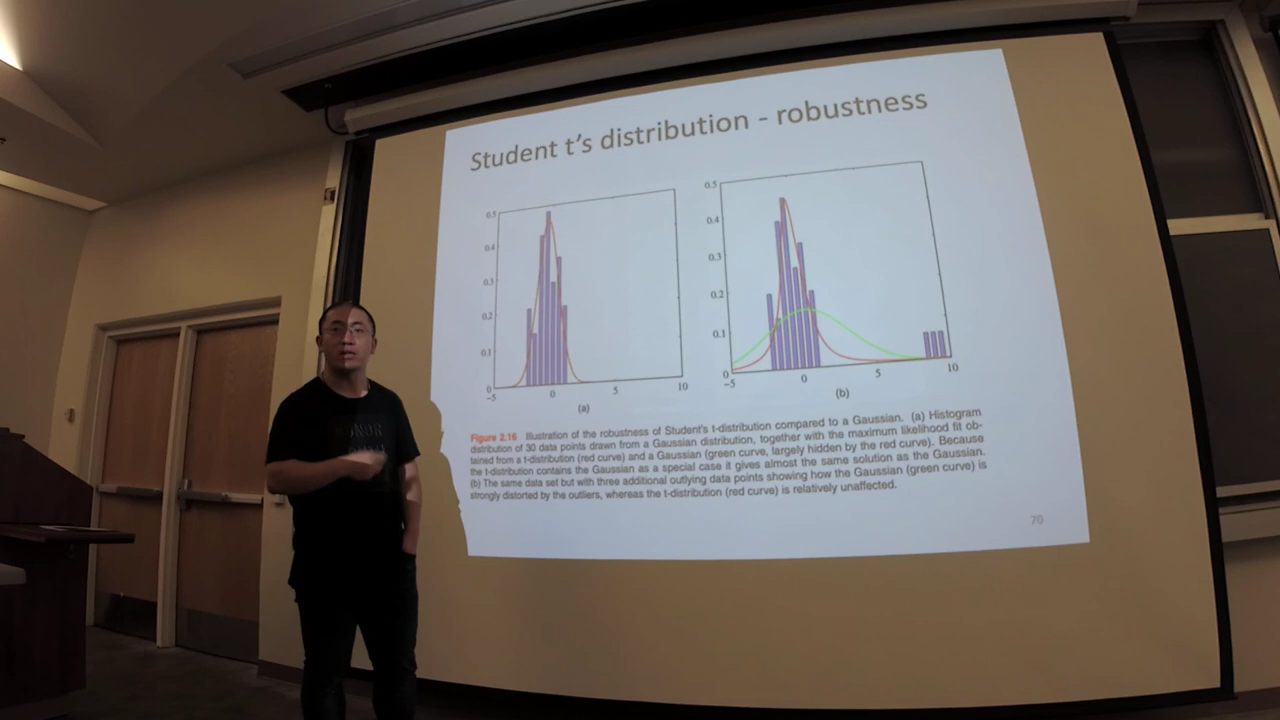 Student t's distribution - robustness
0.5
0.4
0.3
0.2
0.1
0
-5
0
5
10
(a)
0.5
0.4
0.3
0.2
0.1
0
-5
0
5
10
(b)
Figure 2.16 Illustration of the robustness of Student's t-distribution compared to a Gaussian. (a) Histogram
distribution of 30 data points drawn from a Gaussian distribution, together with the maximum likelihood fit ob-
tained from a t-distribution (red curve) and a Gaussian (green curve, largely hidden by the red curve). Because
the t-distribution contains the Gaussian as a special case it gives almost the same solution as the Gaussian.
(b) The same data set but with three additional outlying data points showing how the Gaussian (green curve) is
strongly distorted by the outliers, whereas the t-distribution (red curve) is relatively unaffected.
70